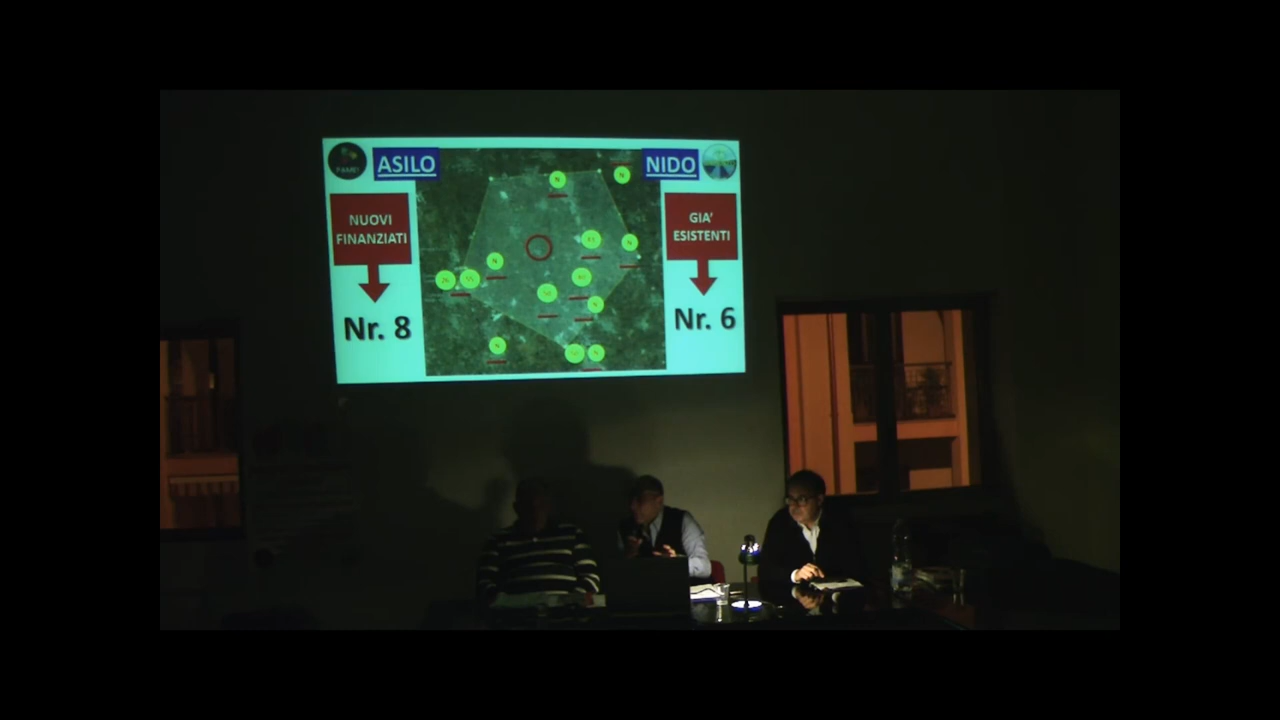 ASILO
NIDO
NUOVI
FINANZIATI
Nr. 8
GIA'
ESISTENTI
Nr. 6
N
N
N
N
N
N
N
N